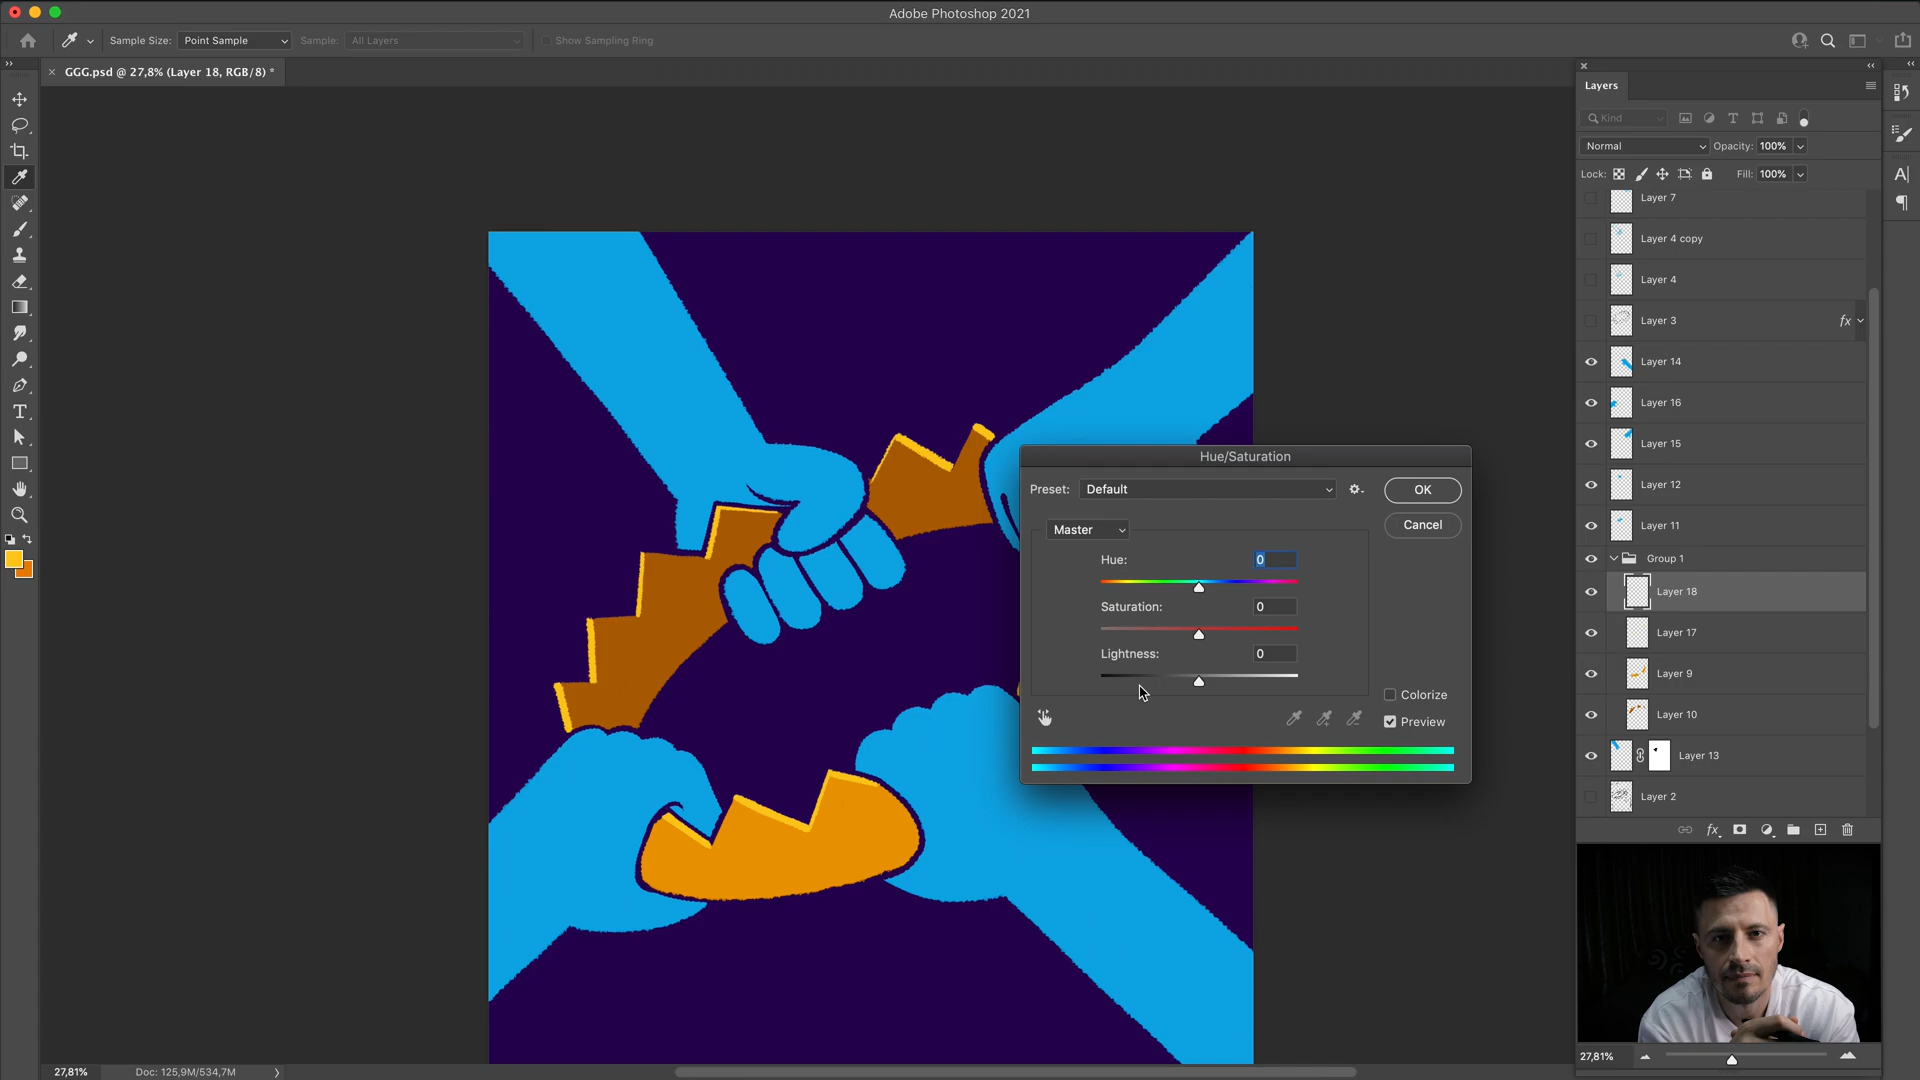 Adobe Photoshop 2021
Sample Size: Point Sample Sample: All Layers Show Sampling Ring
GGG.psd @ 27,8% (Layer 18, RGB/8) *
Layers
Kind
Normal Opacity: 100%
Lock: Fill: 100%
Layer 7
Layer 4 copy
Layer 4
Layer 3 fx
Layer 14
Layer 16
Layer 15
Layer 12
Layer 11
Group 1
Layer 18
Layer 17
Layer 9
Layer 10
Layer 13
Layer 2
fx
Hue/Saturation
Preset: Default
OK
Cancel
Master
Hue: 0
Saturation: 0
Lightness: 0
Colorize
Preview
27,81%
27,81% Doc: 125,9M/534,7M